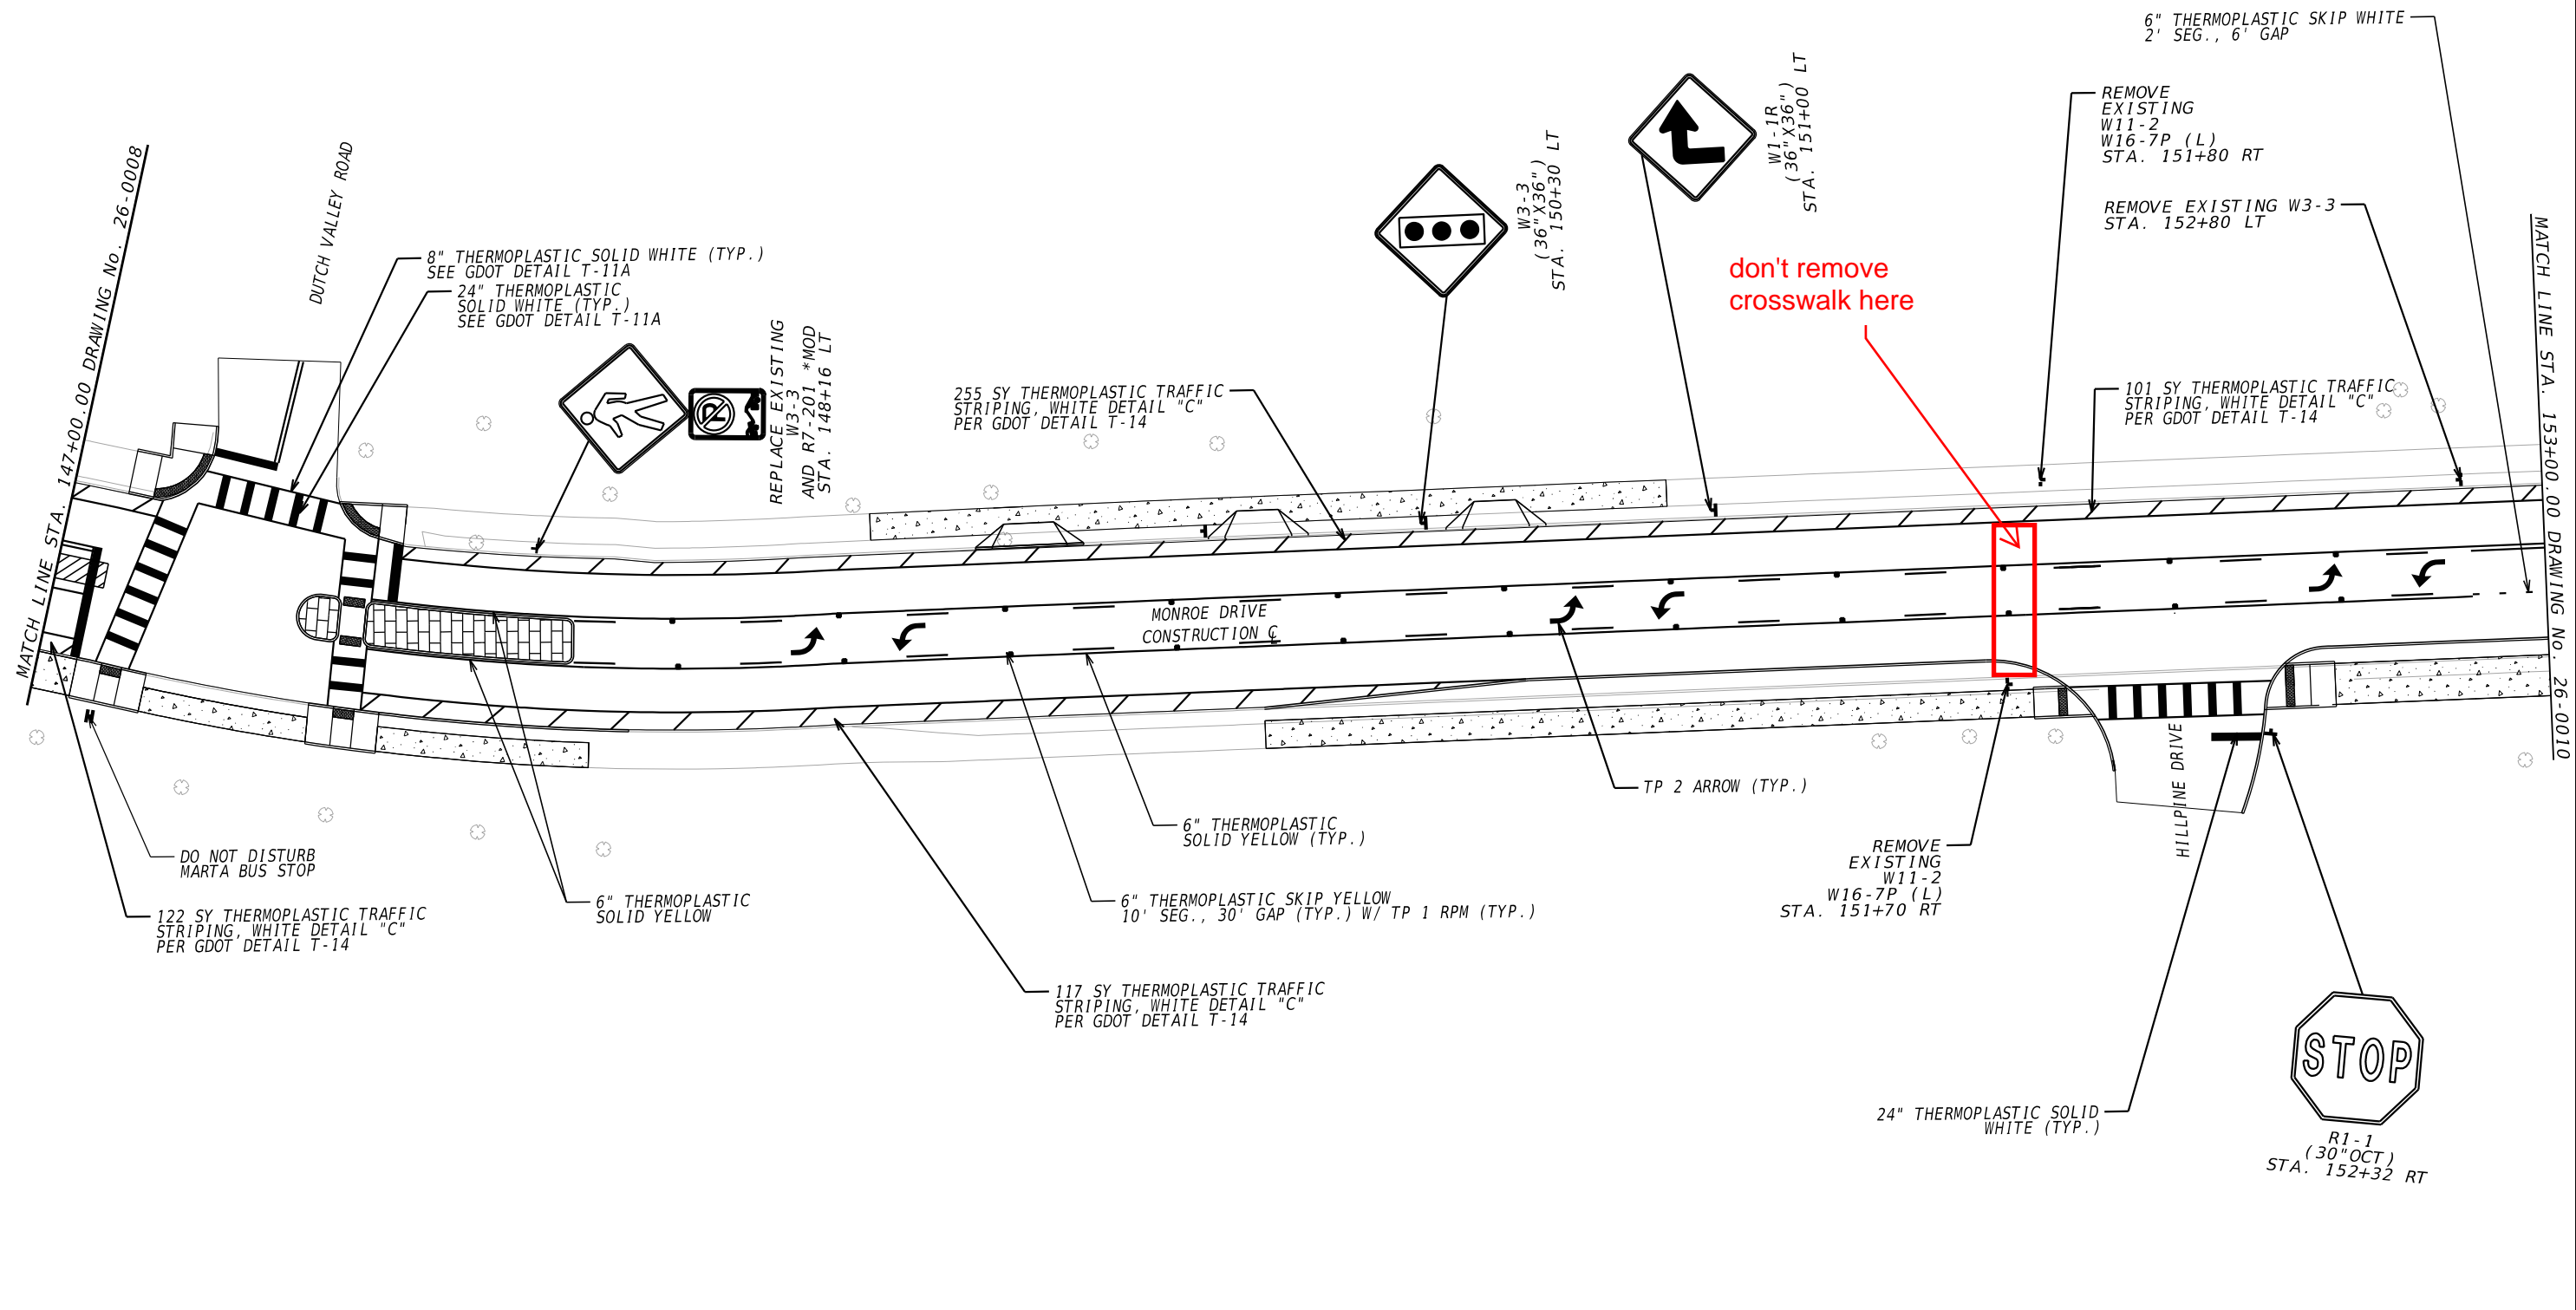 6" THERMOPLASTIC SKIP WHITE
2' SEG., 6' GAP
REMOVE
EXISTING
W11-2
W16-7P (L)
STA. 151+80 RT
REMOVE EXISTING W3-3
STA. 152+80 LT
W1-1R
(36"X36")
STA. 151+00 LT
W3-3
(36"X36")
STA. 150+30 LT
don't remove
crosswalk here
MATCH LINE STA. 147+00.00 DRAWING No. 26-0008
DUTCH VALLEY ROAD
8" THERMOPLASTIC SOLID WHITE (TYP.)
SEE GDOT DETAIL T-11A
24" THERMOPLASTIC
SOLID WHITE (TYP.)
SEE GDOT DETAIL T-11A
REPLACE EXISTING
W3-3
AND R7-201 *MOD
STA. 148+16 LT
P
255 SY THERMOPLASTIC TRAFFIC
STRIPING, WHITE DETAIL "C"
PER GDOT DETAIL T-14
101 SY THERMOPLASTIC TRAFFIC
STRIPING, WHITE DETAIL "C"
PER GDOT DETAIL T-14
MATCH LINE STA. 153+00.00 DRAWING No. 26-0010
MONROE DRIVE
CONSTRUCTION ℄
TP 2 ARROW (TYP.)
6" THERMOPLASTIC
SOLID YELLOW (TYP.)
DO NOT DISTURB
MARTA BUS STOP
6" THERMOPLASTIC
SOLID YELLOW
6" THERMOPLASTIC SKIP YELLOW
10' SEG., 30' GAP (TYP.) W/ TP 1 RPM (TYP.)
REMOVE
EXISTING
W11-2
W16-7P (L)
STA. 151+70 RT
HILLPINE DRIVE
122 SY THERMOPLASTIC TRAFFIC
STRIPING, WHITE DETAIL "C"
PER GDOT DETAIL T-14
117 SY THERMOPLASTIC TRAFFIC
STRIPING, WHITE DETAIL "C"
PER GDOT DETAIL T-14
24" THERMOPLASTIC SOLID
WHITE (TYP.)
STOP
R1-1
(30"OCT)
STA. 152+32 RT